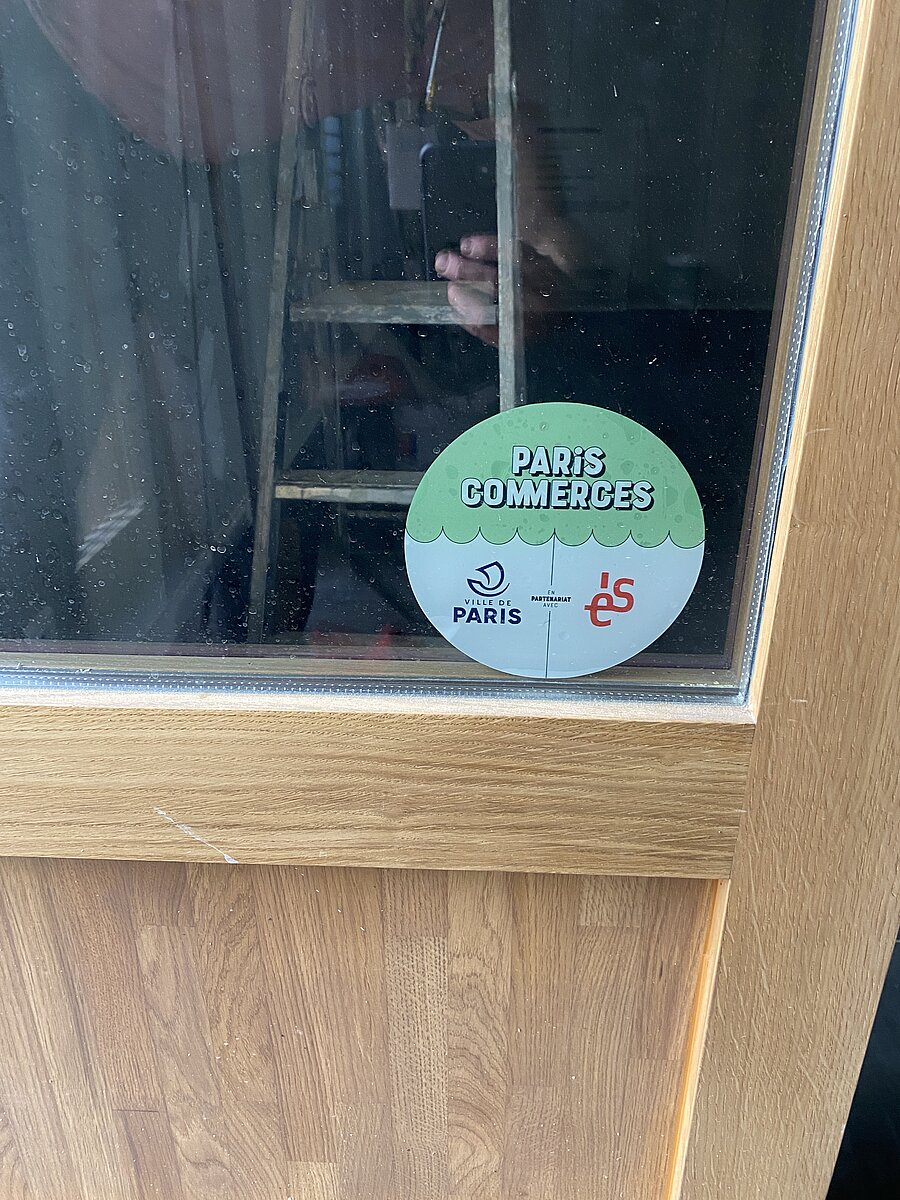 PARiS
COMMERCES
VILLE DE
PARIS
EN
PARTENARIAT
AVEC
és